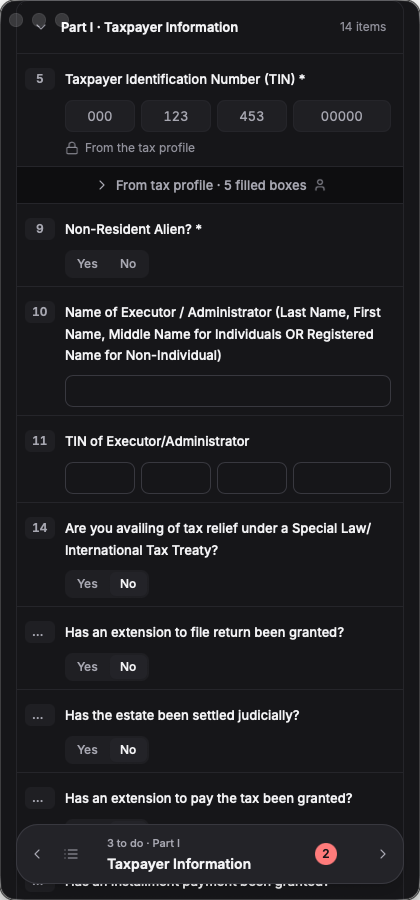 Part I · Taxpayer Information
14 items
5
Taxpayer Identification Number (TIN) *
000
123
453
00000
From the tax profile
From tax profile · 5 filled boxes
9
Non-Resident Alien? *
Yes
No
10
Name of Executor / Administrator (Last Name, First
Name, Middle Name for Individuals OR Registered
Name for Non-Individual)
11
TIN of Executor/Administrator
14
Are you availing of tax relief under a Special Law/
International Tax Treaty?
Yes
No
...
Has an extension to file return been granted?
Yes
No
...
Has the estate been settled judicially?
Yes
No
...
Has an extension to pay the tax been granted?
3 to do · Part I
Taxpayer Information
2